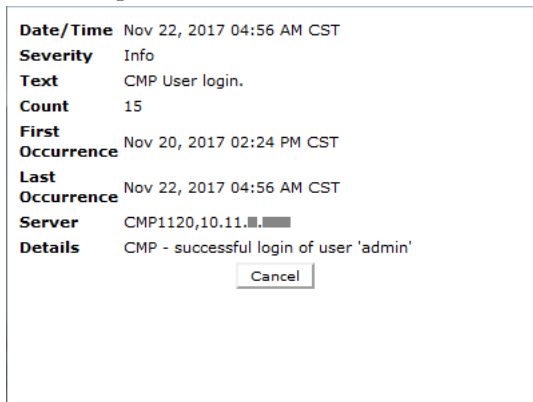 Date/Time Nov 22, 2017 04:56 AM CST
Severity Info
Text CMP User login.
Count 15
First Occurrence Nov 20, 2017 02:24 PM CST
Last Occurrence Nov 22, 2017 04:56 AM CST
Server CMP1120,10.11.
Details CMP - successful login of user 'admin'
Cancel